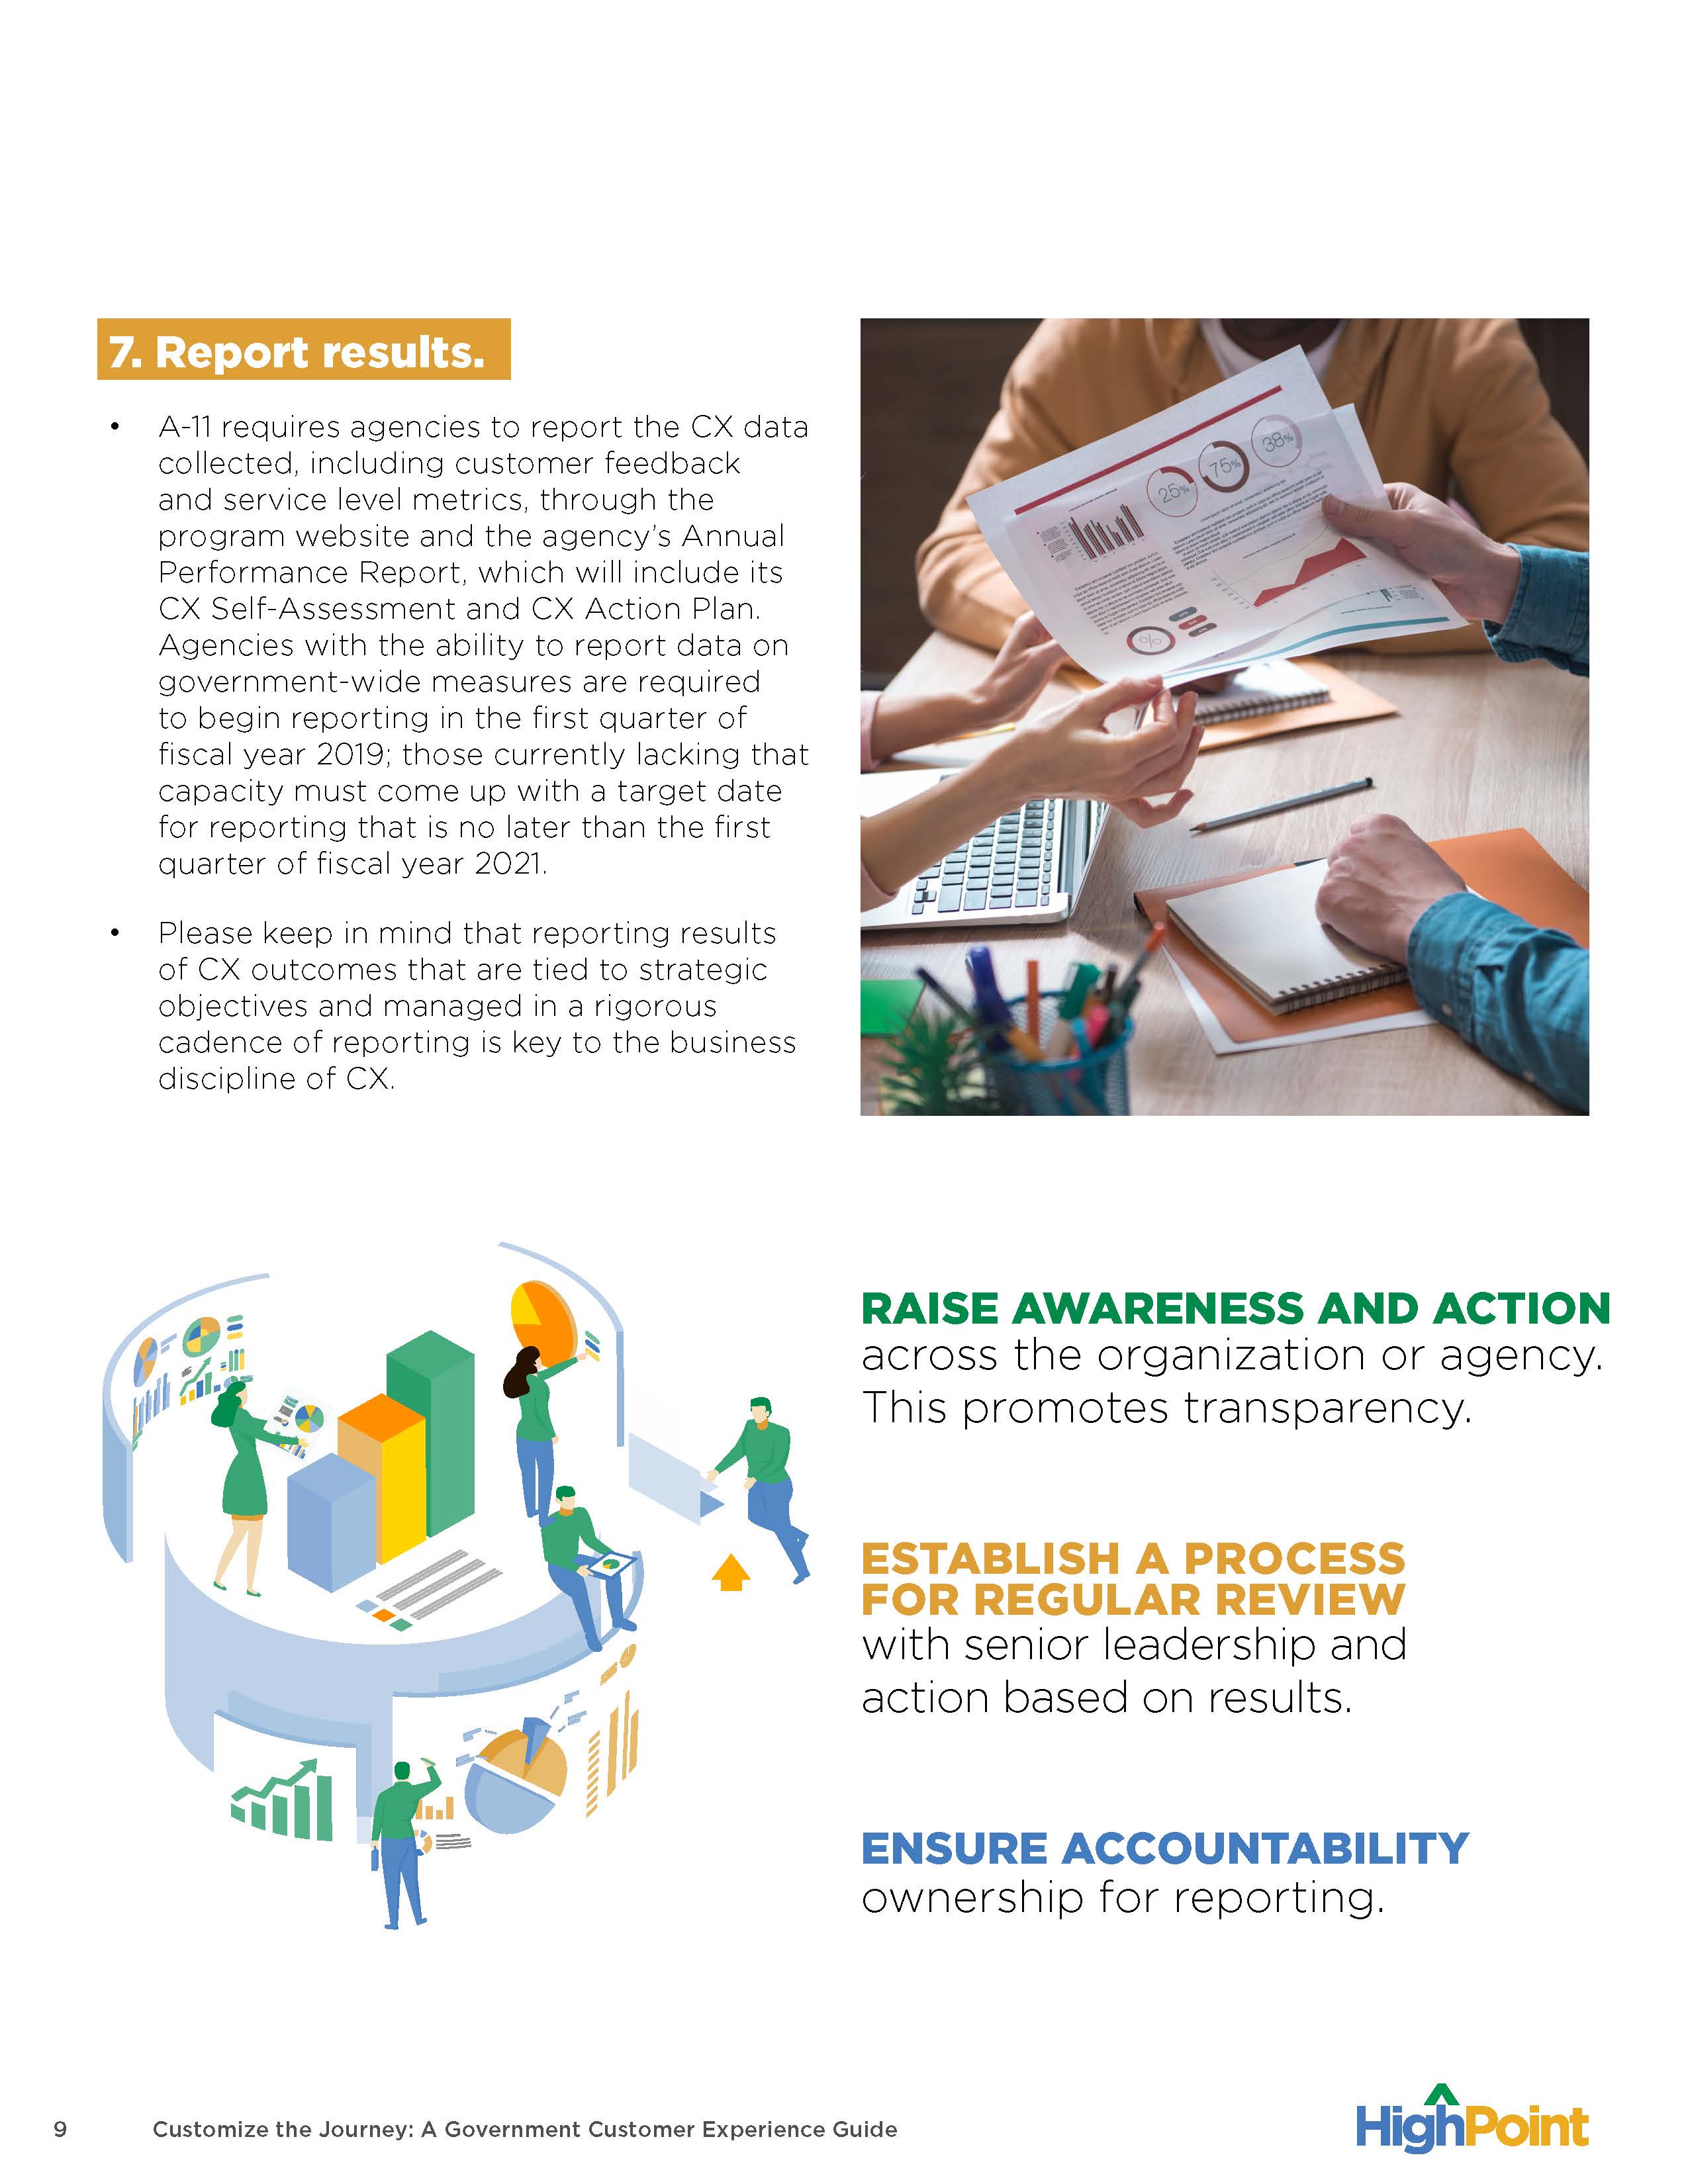 7. Report results.
• A-11 requires agencies to report the CX data
collected, including customer feedback
and service level metrics, through the
program website and the agency’s Annual
Performance Report, which will include its
CX Self-Assessment and CX Action Plan.
Agencies with the ability to report data on
government-wide measures are required
to begin reporting in the first quarter of
fiscal year 2019; those currently lacking that
capacity must come up with a target date
for reporting that is no later than the first
quarter of fiscal year 2021.
• Please keep in mind that reporting results
of CX outcomes that are tied to strategic
objectives and managed in a rigorous
cadence of reporting is key to the business
discipline of CX.
25%
75%
38%
%
RAISE AWARENESS AND ACTION
across the organization or agency.
This promotes transparency.
ESTABLISH A PROCESS
FOR REGULAR REVIEW
with senior leadership and
action based on results.
ENSURE ACCOUNTABILITY
ownership for reporting.
9 Customize the Journey: A Government Customer Experience Guide
HighPoint